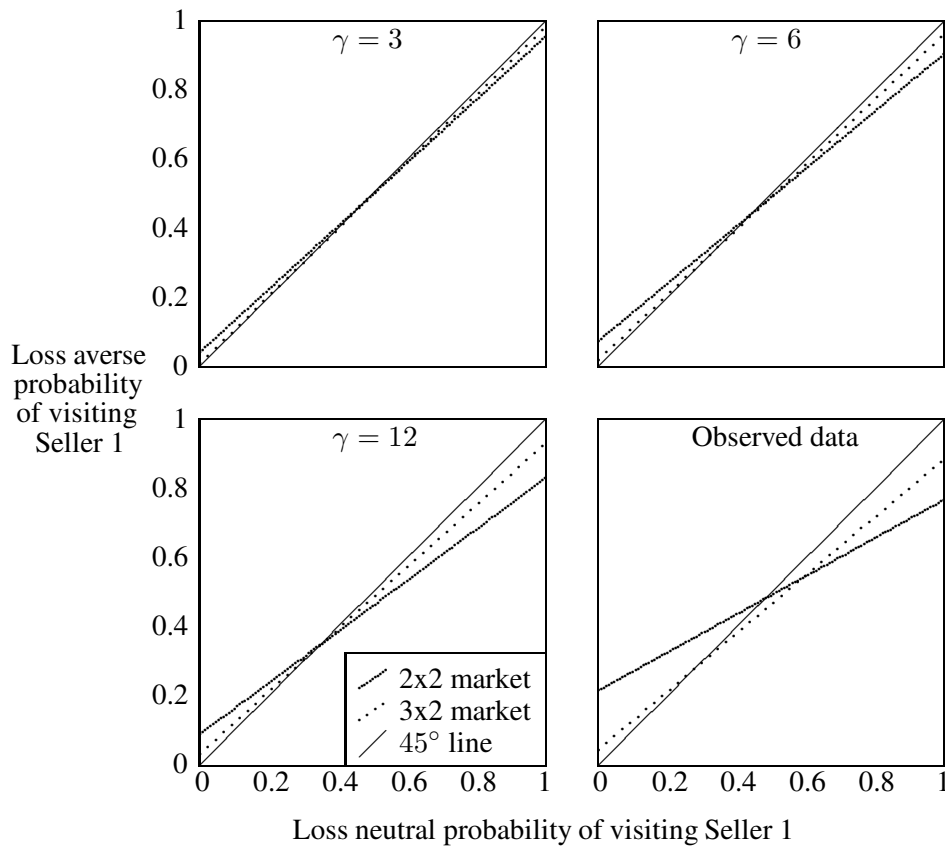 γ = 3
γ = 6
1
0.8
0.6
0.4
0.2
0
Loss averse
probability
of visiting
Seller 1
γ = 12
Observed data
1
0.8
0.6
0.4
0.2
0
2x2 market
3x2 market
45° line
0 0.2 0.4 0.6 0.8 1
0 0.2 0.4 0.6 0.8 1
Loss neutral probability of visiting Seller 1